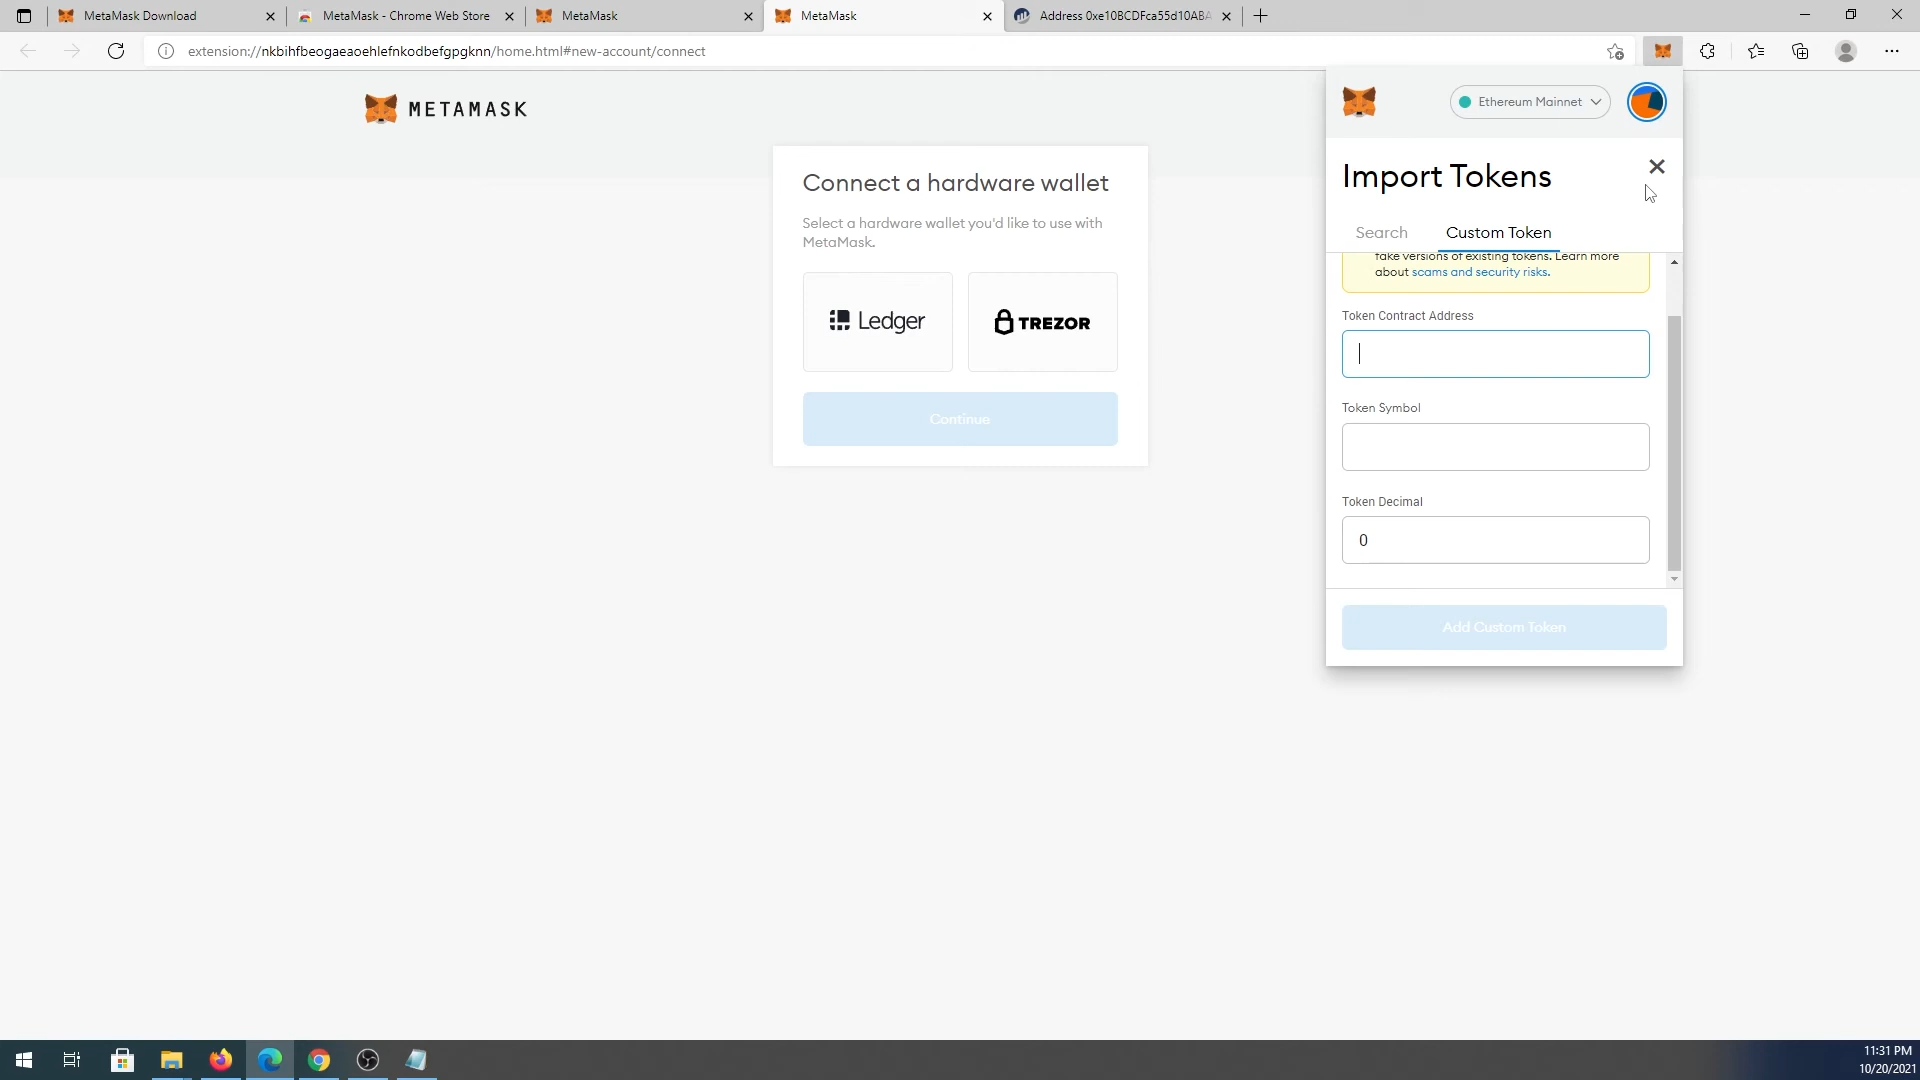 MetaMask Download
MetaMask - Chrome Web Store
MetaMask
MetaMask
Address 0xe10BCDFca55d10ABA
extension://nkbihfbeogaeaoehlefnkodbefgpgknn/home.html#new-account/connect
METAMASK
Connect a hardware wallet
Select a hardware wallet you'd like to use with
MetaMask.
Ledger
TREZOR
Continue
Ethereum Mainnet
Import Tokens
Search
Custom Token
fake versions of existing tokens. Learn more
about scams and security risks.
Token Contract Address
Token Symbol
Token Decimal
0
Add Custom Token
11:31 PM
10/20/2021